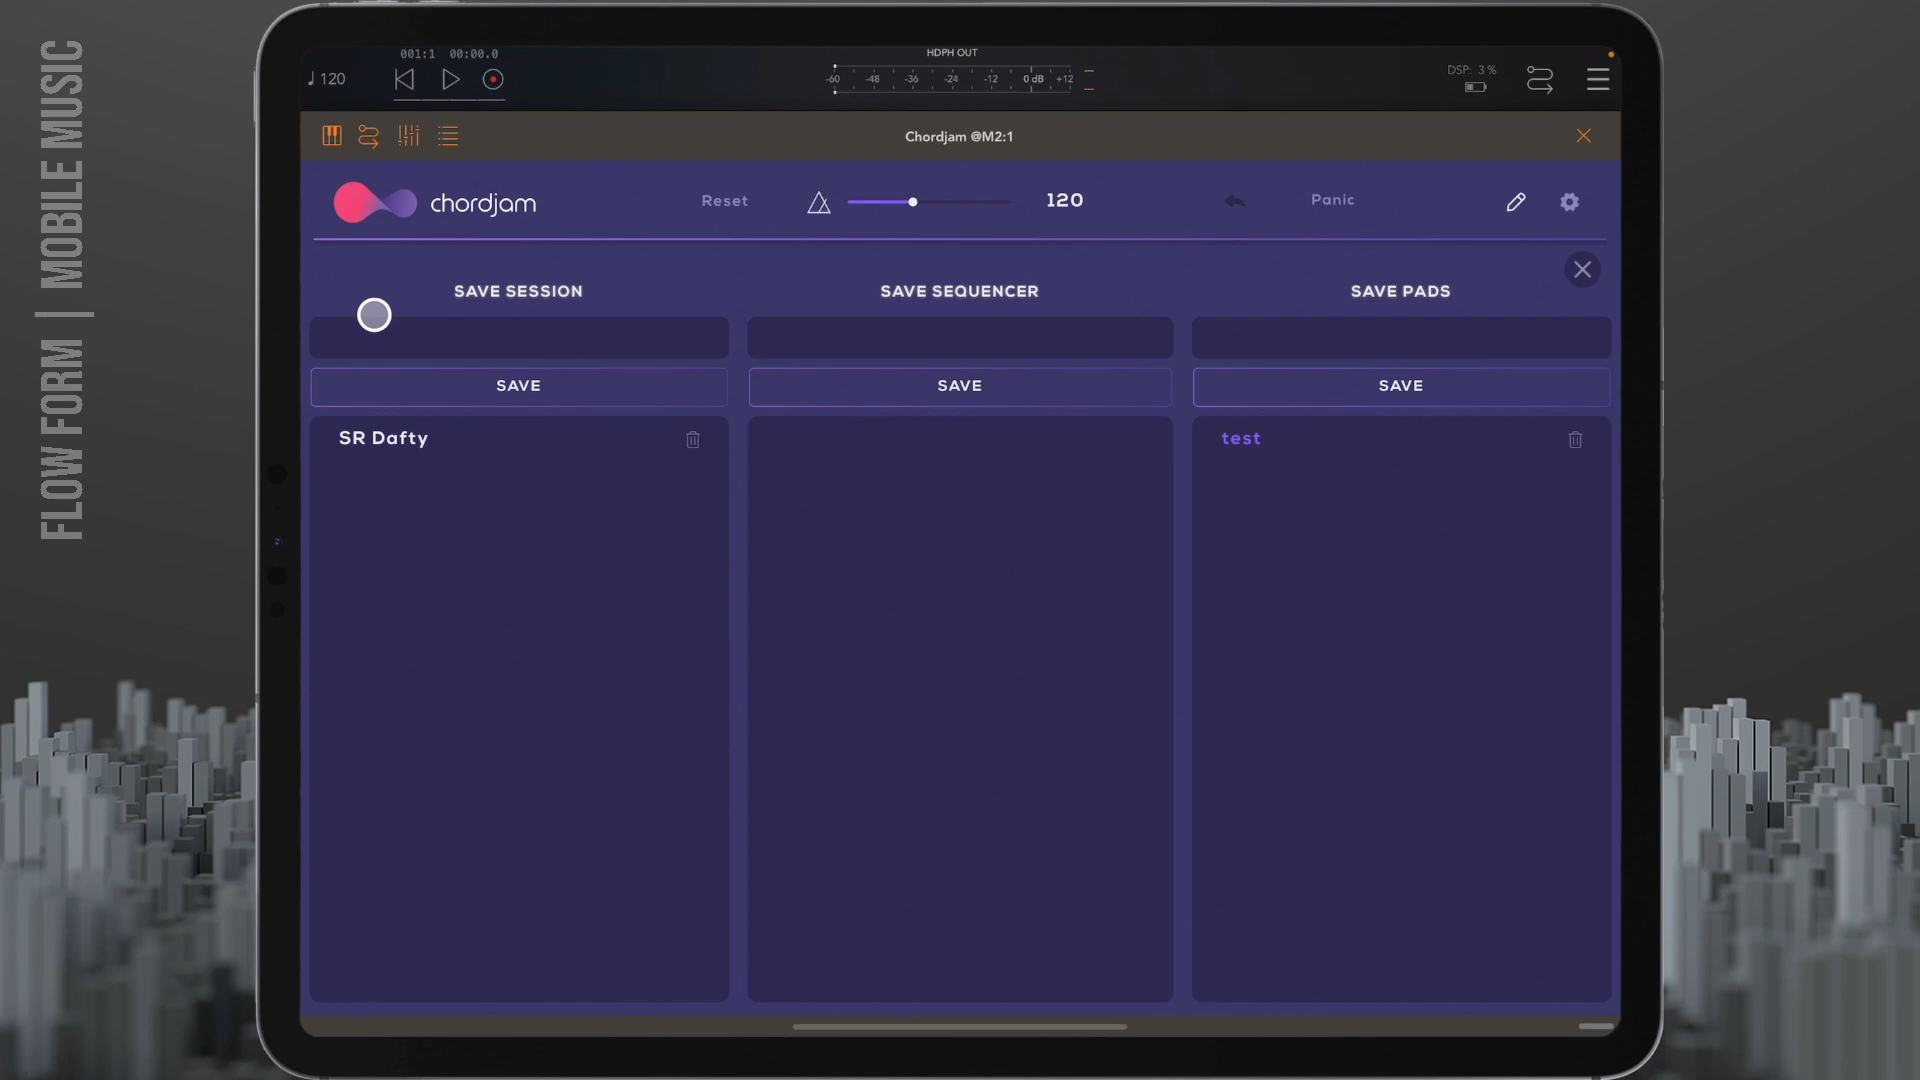 FLOW FORM | MOBILE MUSIC
001:1 00:00.0
120
HDPH OUT
-60 -48 -36 -24 -12 0 dB +12
DSP: 3 %
Chordjam @M2:1
chordjam
Reset
120
Panic
SAVE SESSION
SAVE SEQUENCER
SAVE PADS
SAVE
SAVE
SAVE
SR Dafty
test